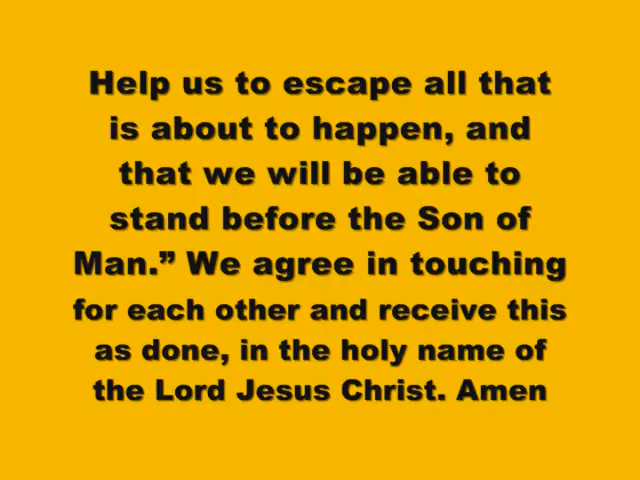 Help us to escape all that
is about to happen, and
that we will be able to
stand before the Son of
Man.” We agree in touching
for each other and receive this
as done, in the holy name of
the Lord Jesus Christ. Amen